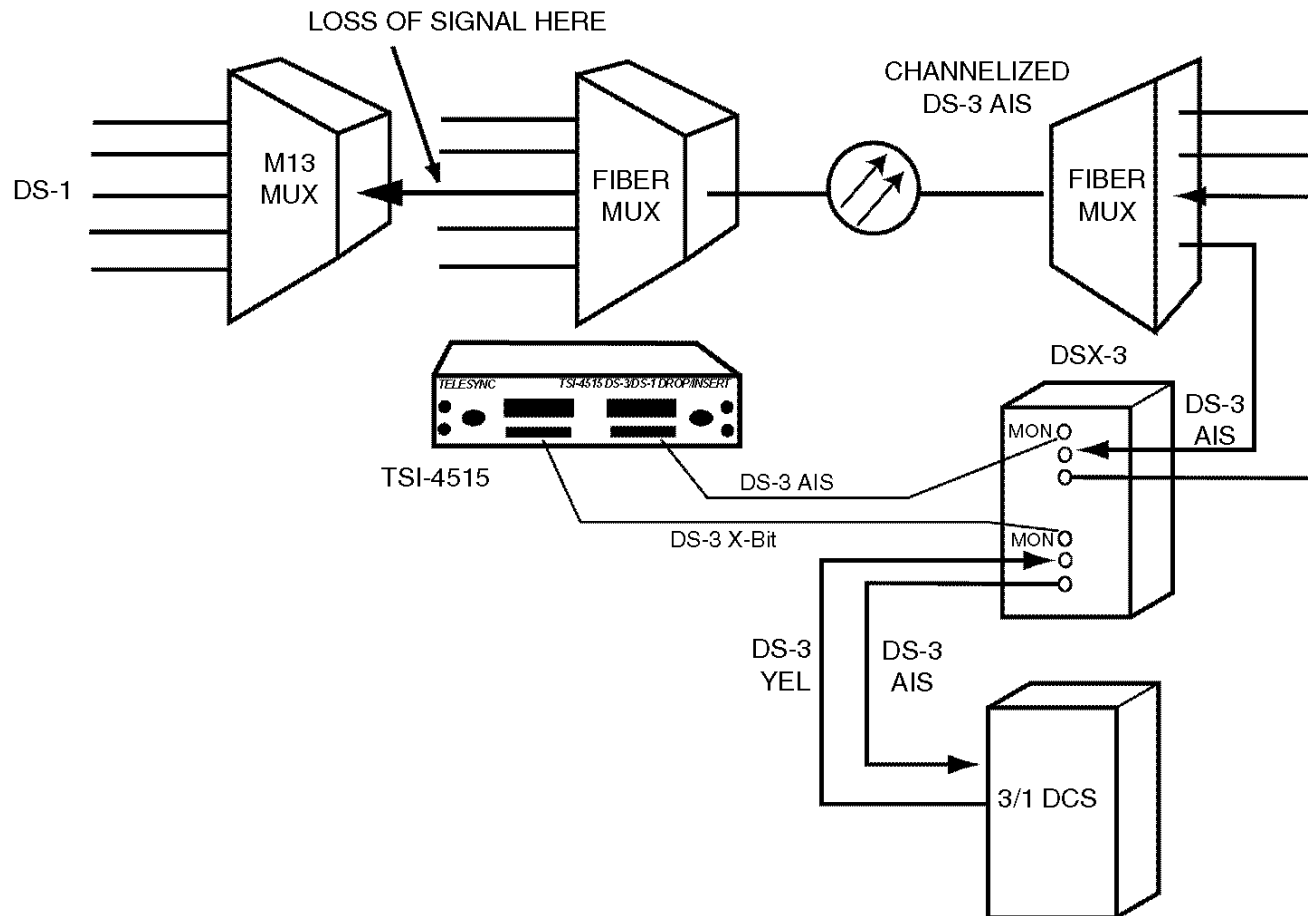 LOSS OF SIGNAL HERE
CHANNELIZED
DS-3 AIS
DS-1
M13
MUX
FIBER
MUX
FIBER
MUX
DSX-3
TELESYNC
TSI-4515 DS-3/DS-1 DROP/INSERT
TSI-4515
MON
DS-3
AIS
DS-3 AIS
DS-3 X-Bit
MON
DS-3
YEL
DS-3
AIS
3/1 DCS